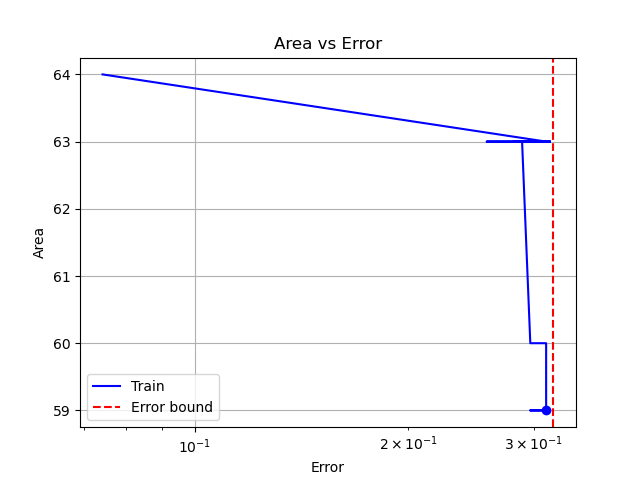 Area vs Error
64
63
62
61
60
59
Area
Train
Error bound
10⁻¹
2 × 10⁻¹
3 × 10⁻¹
Error